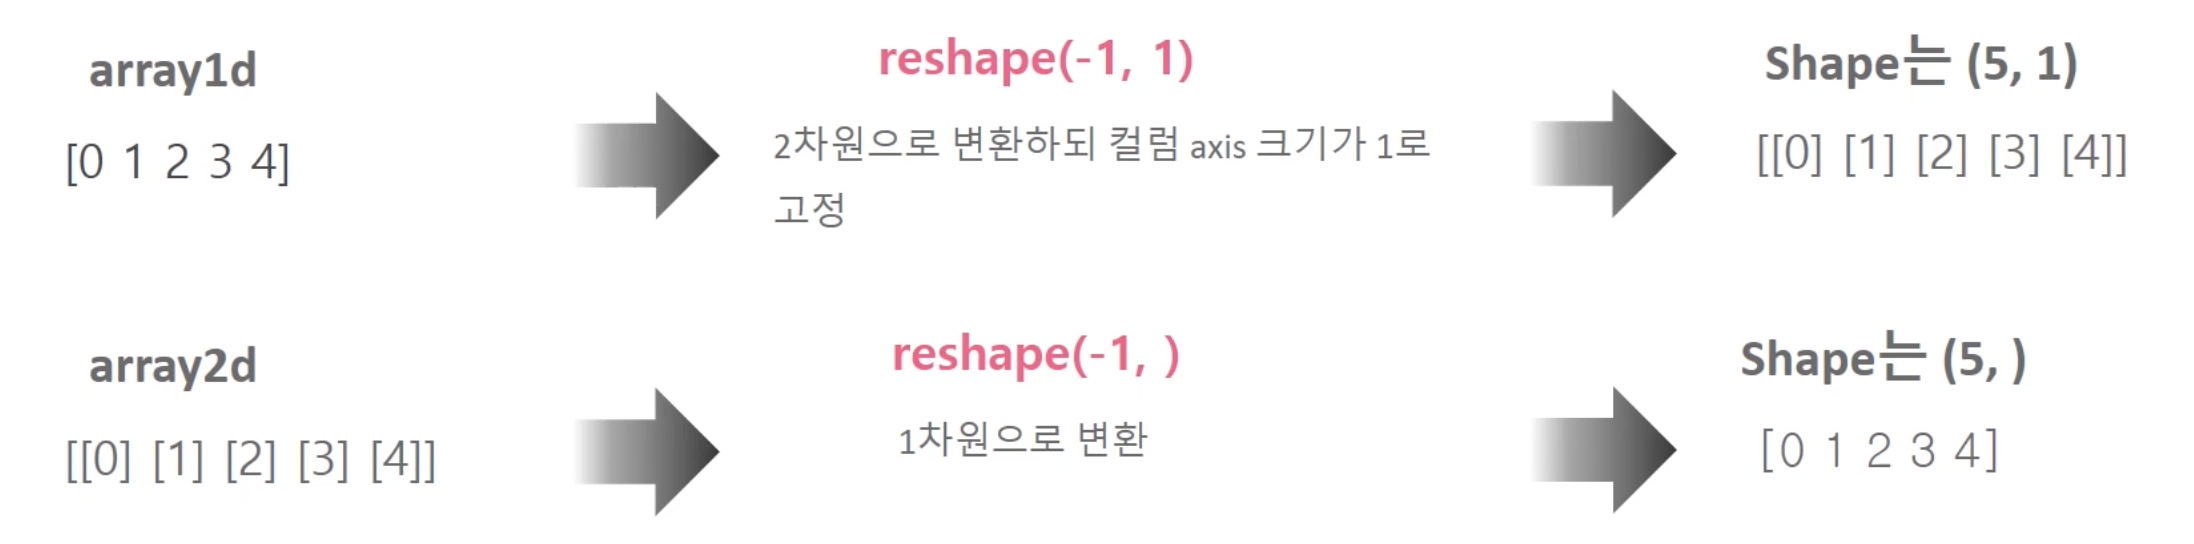 array1d
[0 1 2 3 4]
reshape(-1, 1)
2차원으로 변환하되 컬럼 axis 크기가 1로
고정
Shape는 (5, 1)
[[0] [1] [2] [3] [4]]
array2d
[[0] [1] [2] [3] [4]]
reshape(-1, )
1차원으로 변환
Shape는 (5, )
[0 1 2 3 4]